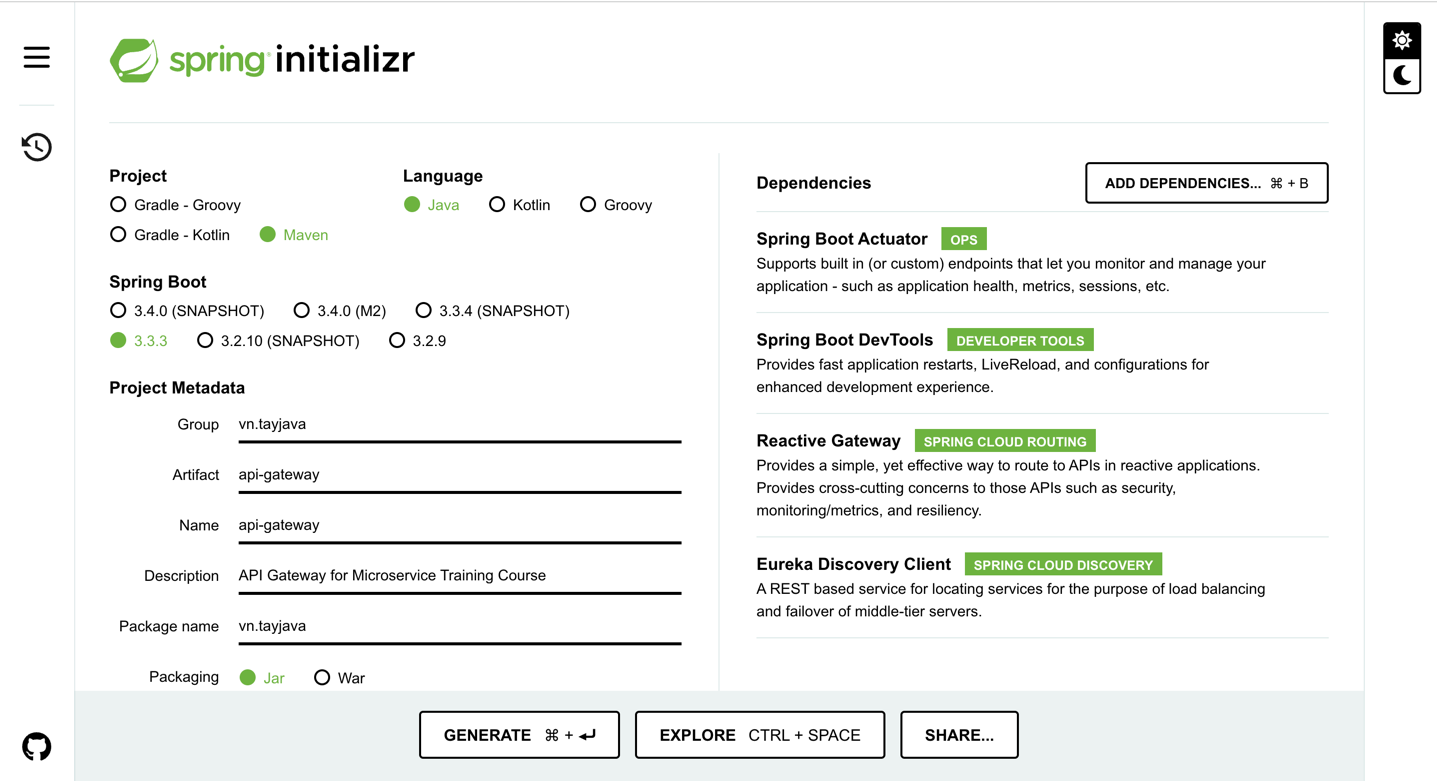 spring initializr
Project
Gradle - Groovy
Gradle - Kotlin Maven
Language
Java Kotlin Groovy
Spring Boot
3.4.0 (SNAPSHOT) 3.4.0 (M2) 3.3.4 (SNAPSHOT)
3.3.3 3.2.10 (SNAPSHOT) 3.2.9
Project Metadata
Group vn.tayjava
Artifact api-gateway
Name api-gateway
Description API Gateway for Microservice Training Course
Package name vn.tayjava
Packaging Jar War
Dependencies ADD DEPENDENCIES... ⌘ + B
Spring Boot Actuator OPS
Supports built in (or custom) endpoints that let you monitor and manage your
application - such as application health, metrics, sessions, etc.
Spring Boot DevTools DEVELOPER TOOLS
Provides fast application restarts, LiveReload, and configurations for
enhanced development experience.
Reactive Gateway SPRING CLOUD ROUTING
Provides a simple, yet effective way to route to APIs in reactive applications.
Provides cross-cutting concerns to those APIs such as security,
monitoring/metrics, and resiliency.
Eureka Discovery Client SPRING CLOUD DISCOVERY
A REST based service for locating services for the purpose of load balancing
and failover of middle-tier servers.
GENERATE ⌘ + ⏎ EXPLORE CTRL + SPACE SHARE...